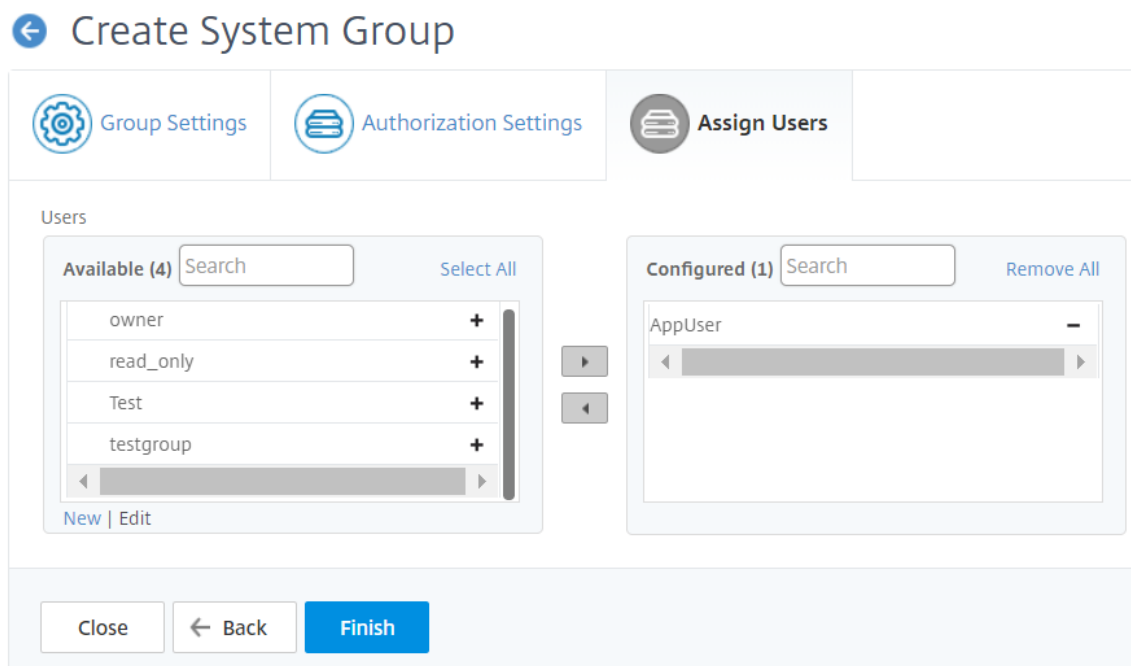 Create System Group
Group Settings
Authorization Settings
Assign Users
Users
Available (4) Search Select All
owner
read_only
Test
testgroup
New | Edit
Configured (1) Search Remove All
AppUser
Close
Back
Finish